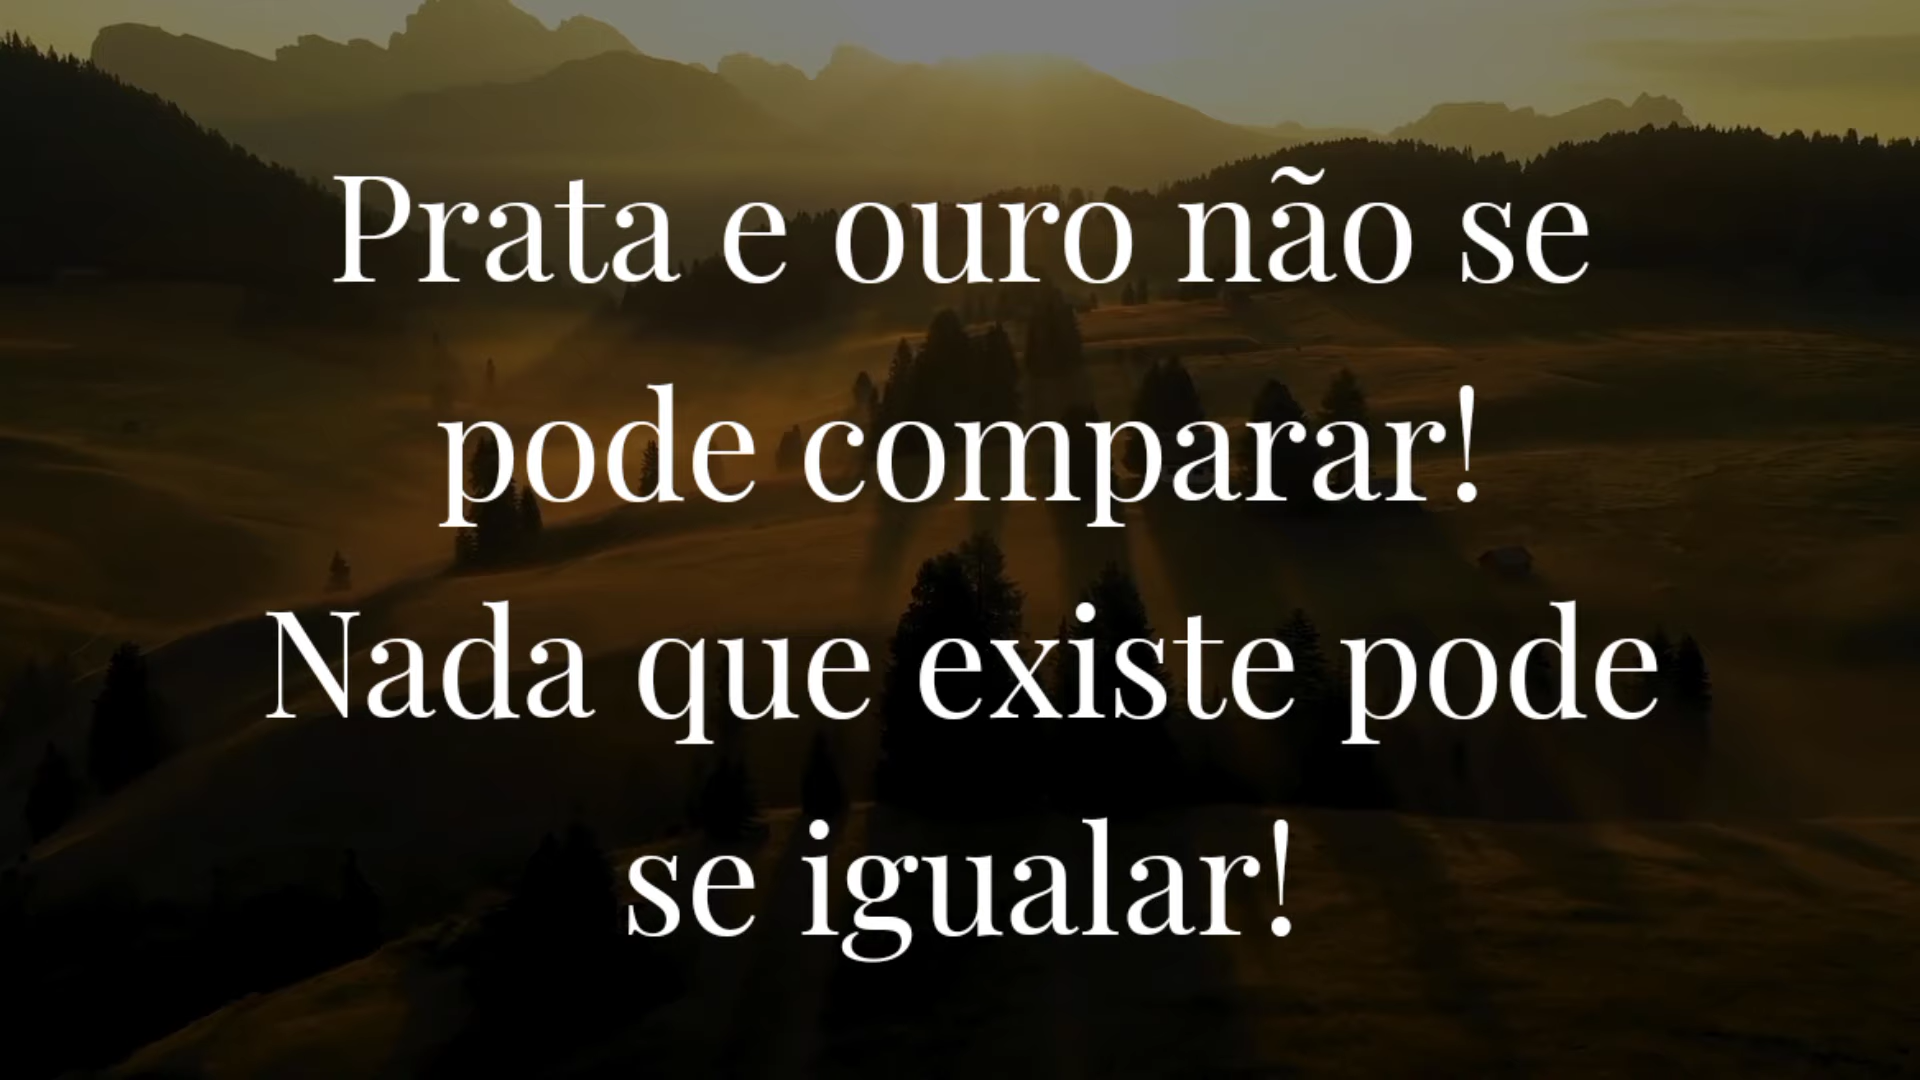 Prata e ouro não se
pode comparar!
Nada que existe pode
se igualar!